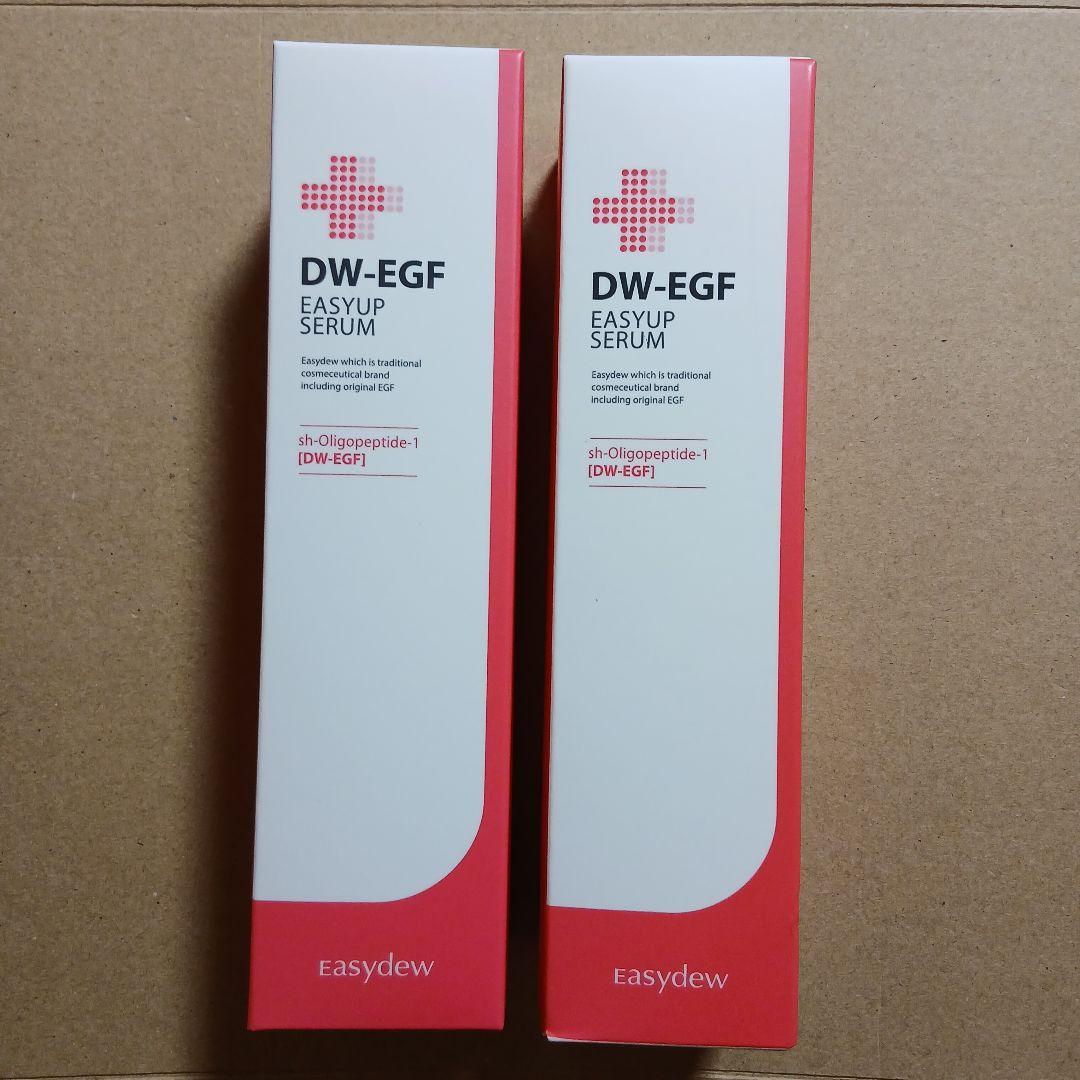 DW-EGF
EASYUP
SERUM
Easydew which is traditional
cosmeceutical brand
including original EGF
sh-Oligopeptide-1
[DW-EGF]
Easydew
DW-EGF
EASYUP
SERUM
Easydew which is traditional
cosmeceutical brand
including original EGF
sh-Oligopeptide-1
[DW-EGF]
Easydew